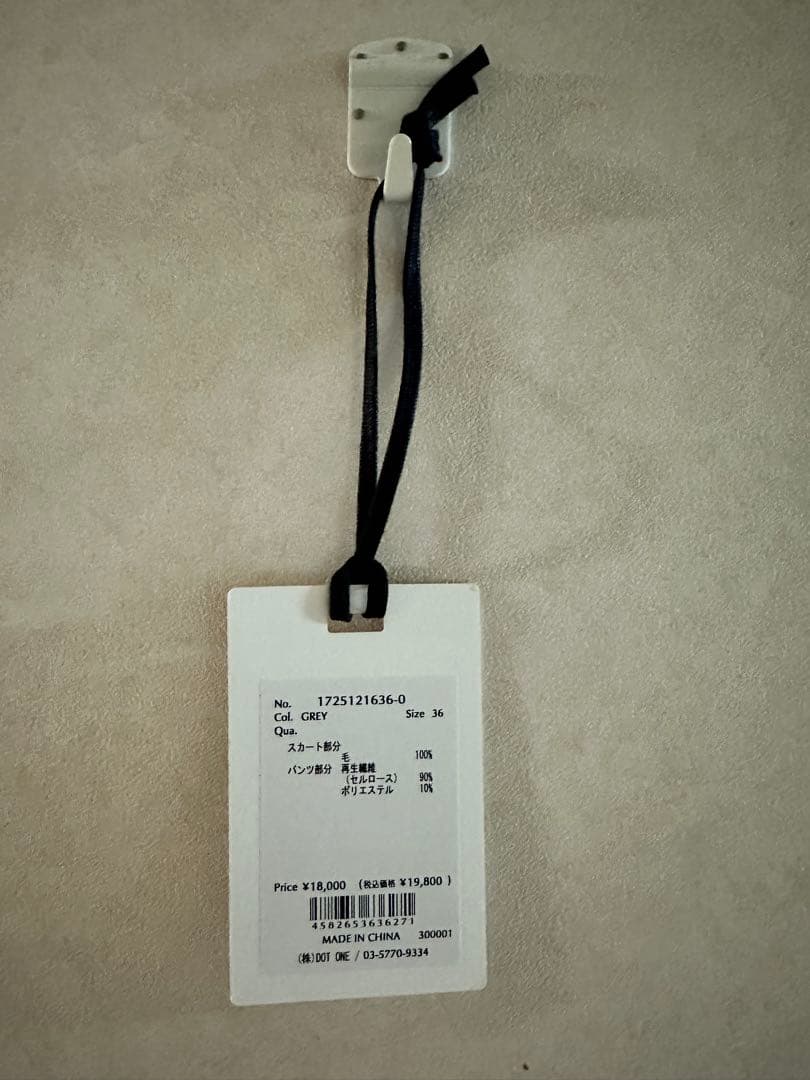 No. 1725121636-0
Col. GREY Size 36
Qua.
スカート部分
毛 100%
パンツ部分 再生繊維
(セルロース) 90%
ポリエステル 10%
Price ¥18,000 (税込価格 ¥19,800 )
4582653636271
MADE IN CHINA 300001
(株)DOT ONE / 03-5770-9334